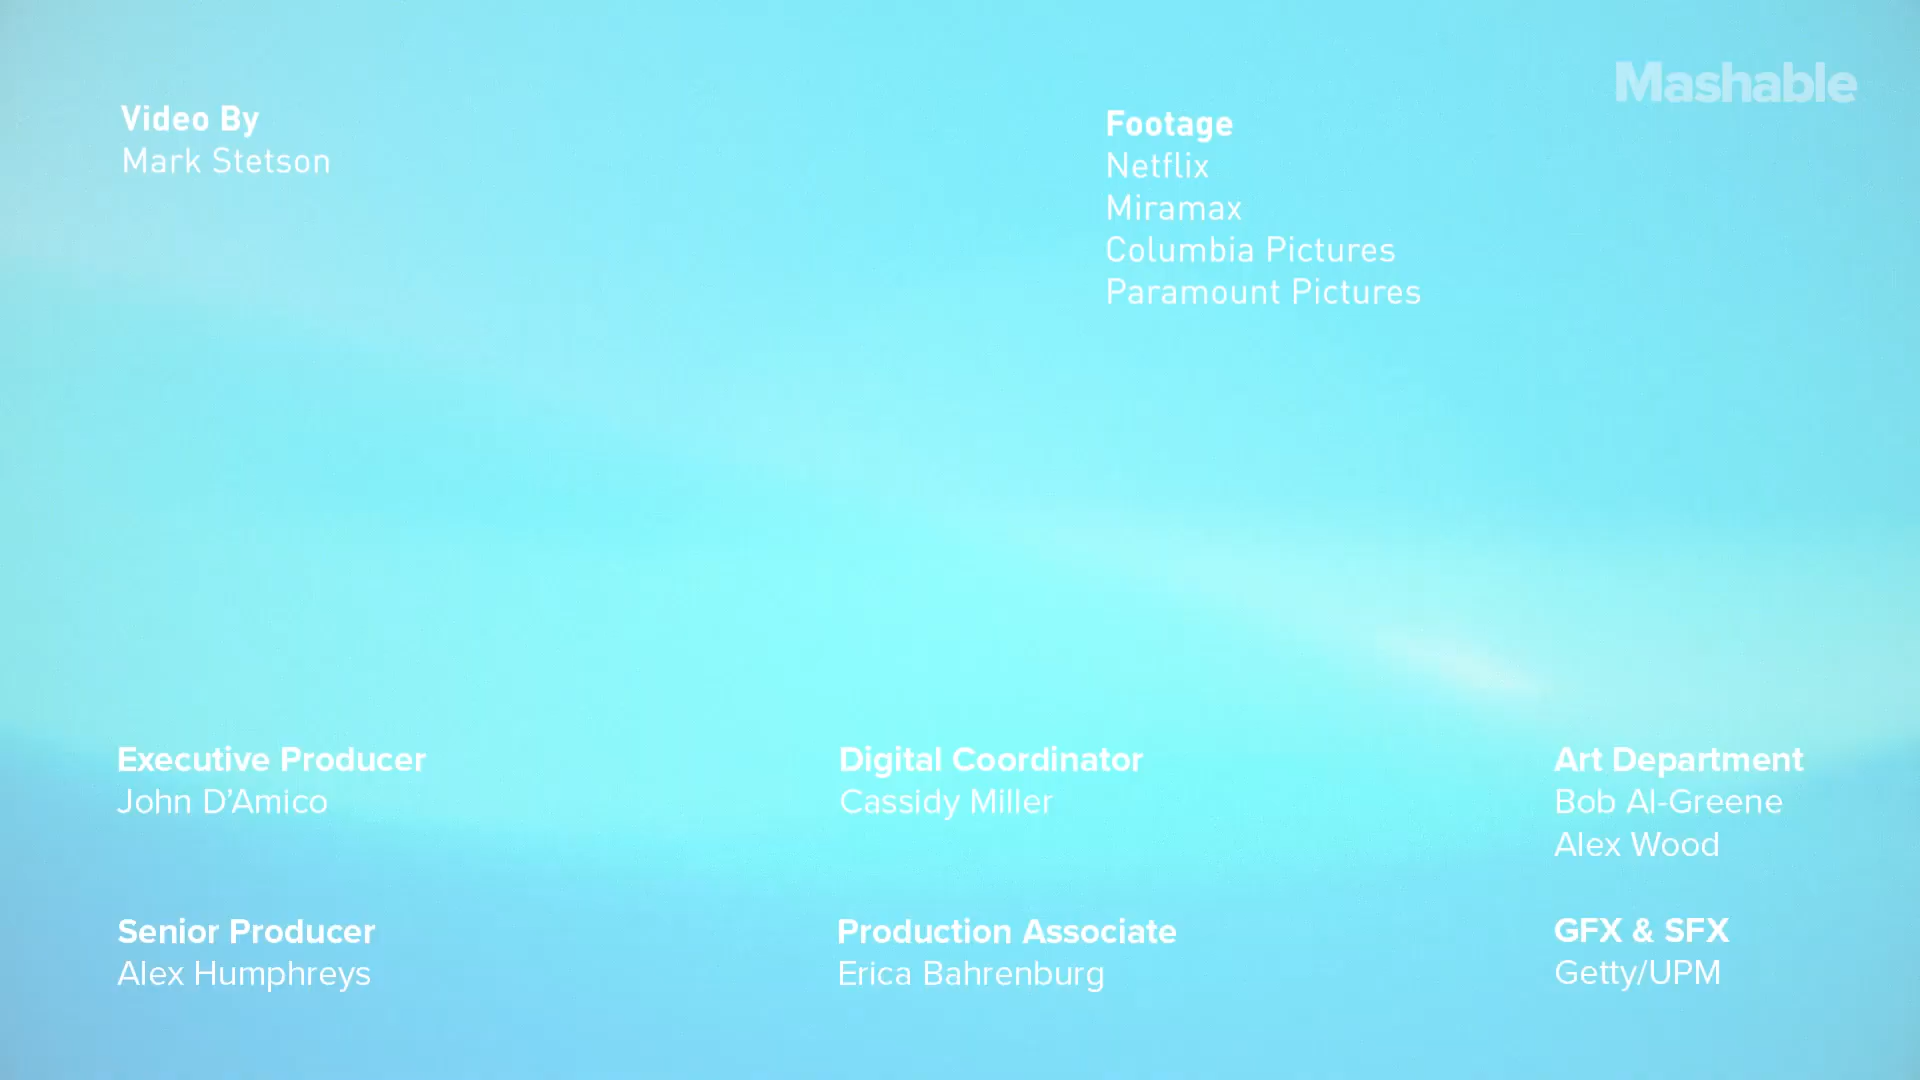 Mashable
Video By
Mark Stetson
Footage
Netflix
Miramax
Columbia Pictures
Paramount Pictures
Executive Producer
John D’Amico
Digital Coordinator
Cassidy Miller
Art Department
Bob Al-Greene
Alex Wood
Senior Producer
Alex Humphreys
Production Associate
Erica Bahrenburg
GFX & SFX
Getty/UPM